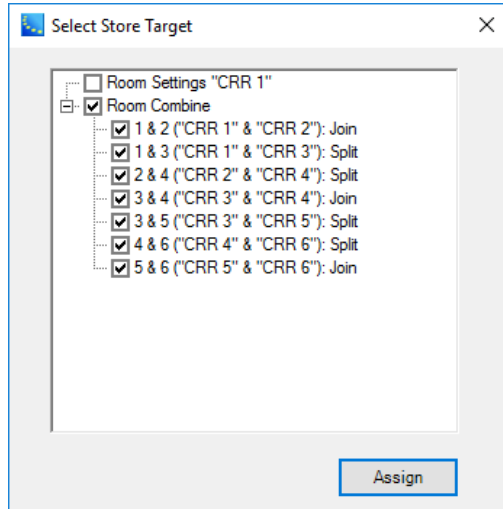 Select Store Target
Room Settings "CRR 1"
Room Combine
1 & 2 ("CRR 1" & "CRR 2"): Join
1 & 3 ("CRR 1" & "CRR 3"): Split
2 & 4 ("CRR 2" & "CRR 4"): Split
3 & 4 ("CRR 3" & "CRR 4"): Join
3 & 5 ("CRR 3" & "CRR 5"): Split
4 & 6 ("CRR 4" & "CRR 6"): Split
5 & 6 ("CRR 5" & "CRR 6"): Join
Assign